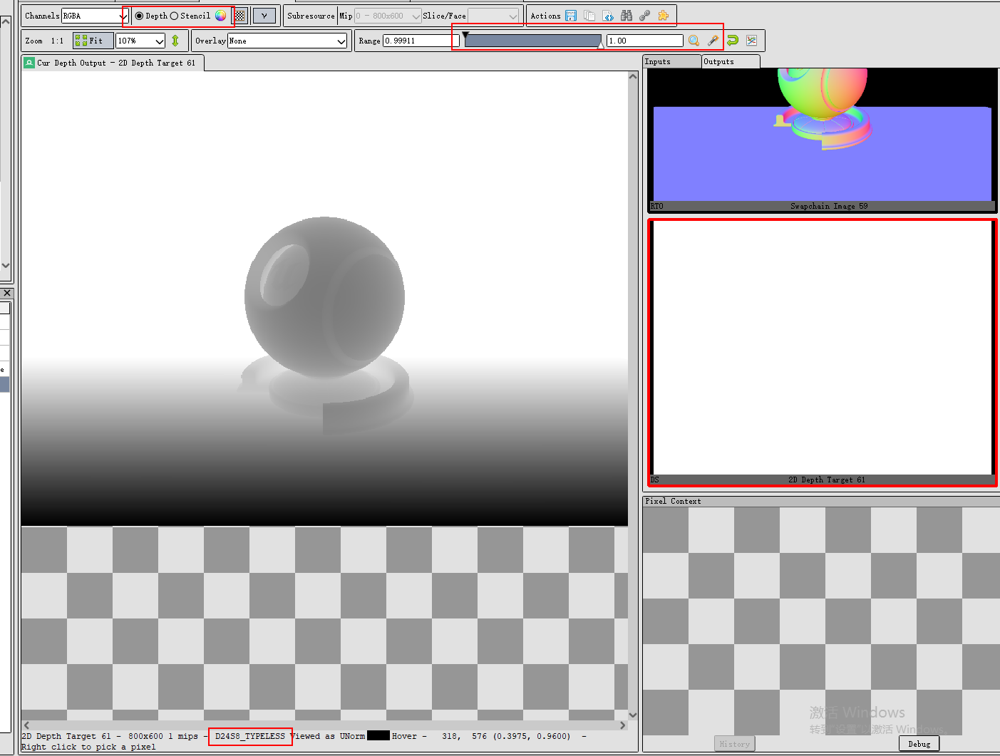 Channels RGBA Depth Stencil γ Subresource Mip 0 - 800x600 Slice/Face Actions
Zoom 1:1 Fit 107% Overlay None Range 0.99911 1.00
Cur Depth Output - 2D Depth Target 61
Inputs Outputs
RT0 Swapchain Image 59
e
DS 2D Depth Target 61
Pixel Context
激活 Windows
转到"设置"以激活 Windows。
2D Depth Target 61 - 800x600 1 mips - D24S8_TYPELESS Viewed as UNorm Hover - 318, 576 (0.3975, 0.9600) -
Right click to pick a pixel
History Debug